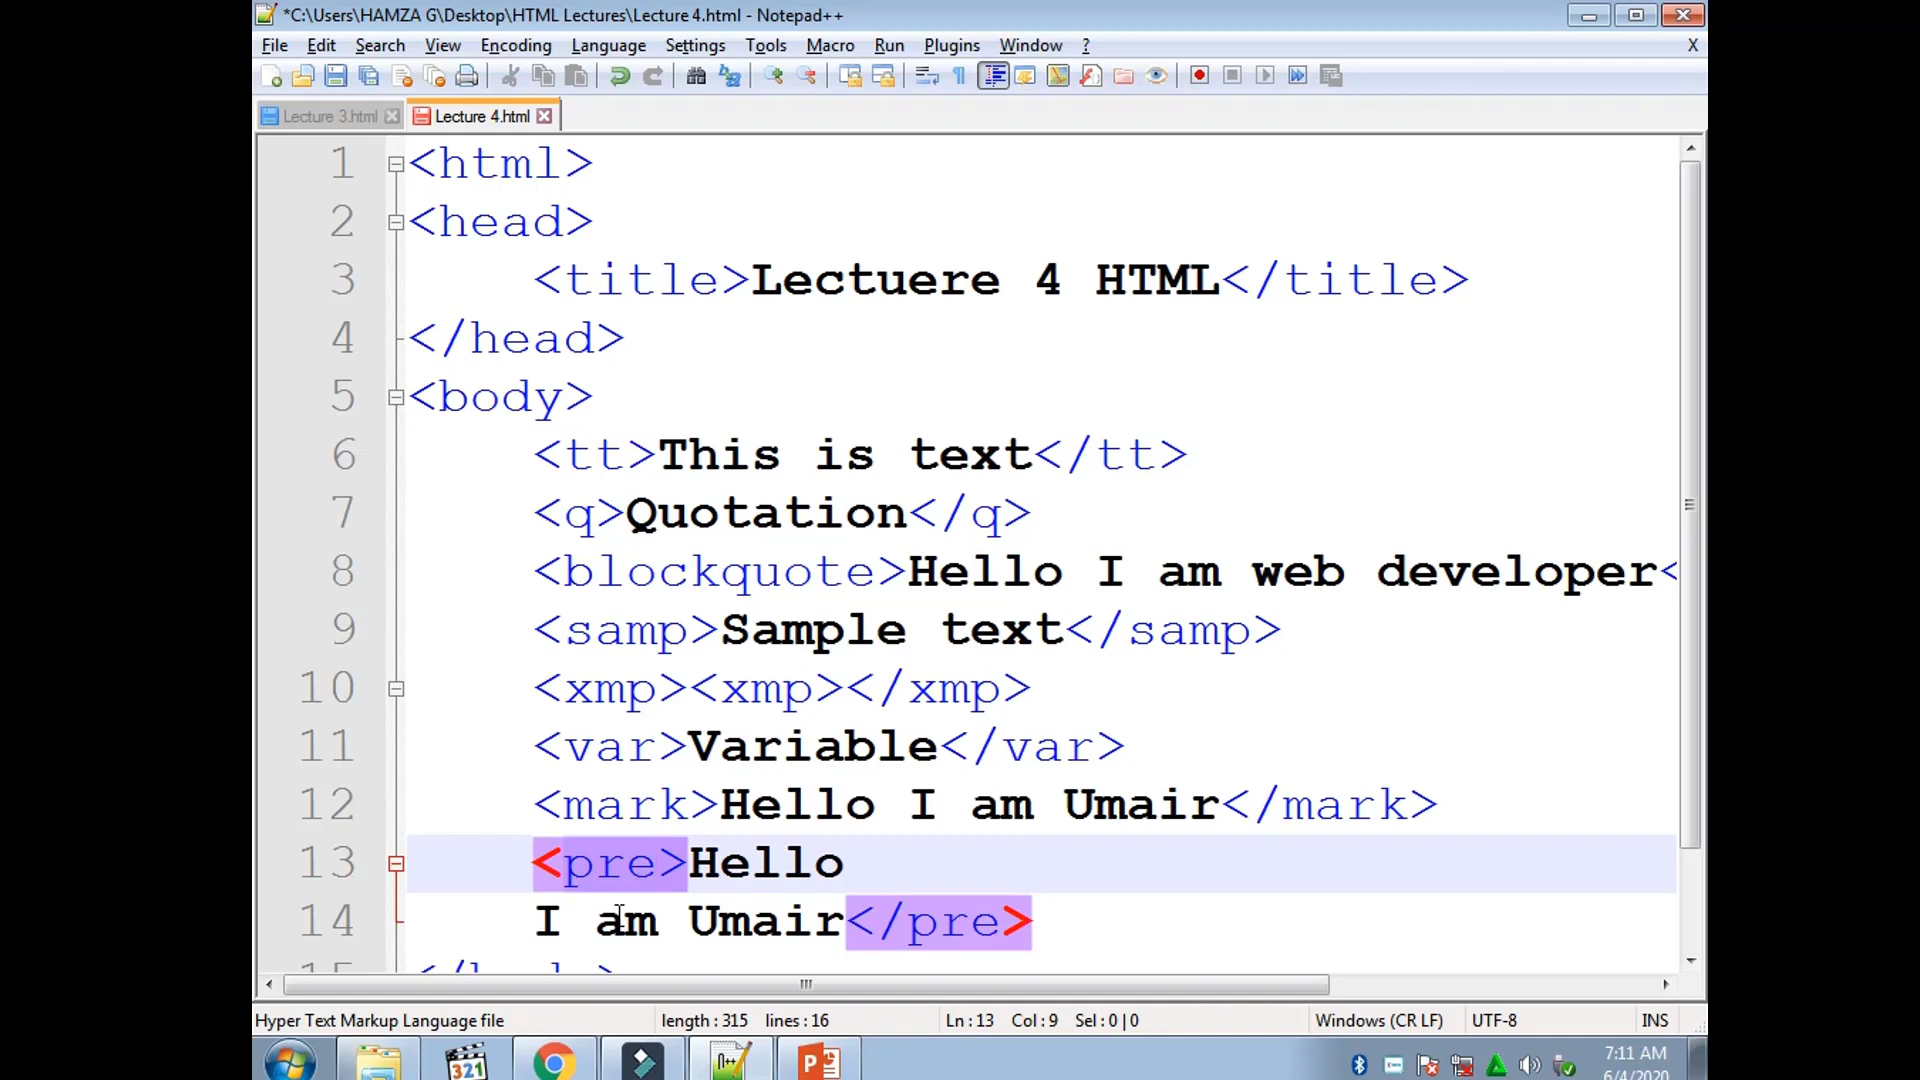 *C:\Users\HAMZA G\Desktop\HTML Lectures\Lecture 4.html - Notepad++
File Edit Search View Encoding Language Settings Tools Macro Run Plugins Window ? X
Lecture 3.html Lecture 4.html
1 <html>
2 <head>
3 <title>Lectuere 4 HTML</title>
4 </head>
5 <body>
6 <tt>This is text</tt>
7 <q>Quotation</q>
8 <blockquote>Hello I am web developer<
9 <samp>Sample text</samp>
10 <xmp><xmp></xmp>
11 <var>Variable</var>
12 <mark>Hello I am Umair</mark>
13 <pre>Hello
14 I am Umair</pre>
Hyper Text Markup Language file length : 315 lines : 16 Ln : 13 Col : 9 Sel : 0 | 0 Windows (CR LF) UTF-8 INS
321 n++ P 7:11 AM
6/4/2020